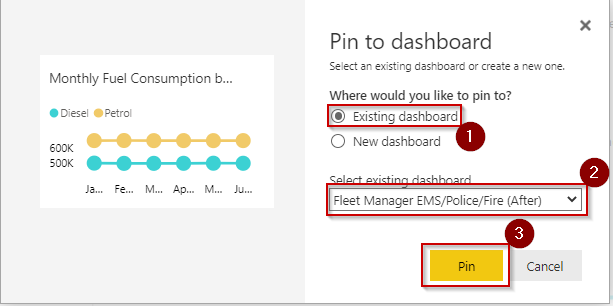 Monthly Fuel Consumption b...
Diesel Petrol
600K
500K
Ja... Fe... M... Ap... M... Ju...
Pin to dashboard
Select an existing dashboard or create a new one.
Where would you like to pin to?
Existing dashboard
1
New dashboard
2
Select existing dashboard
Fleet Manager EMS/Police/Fire (After)
3
Pin Cancel